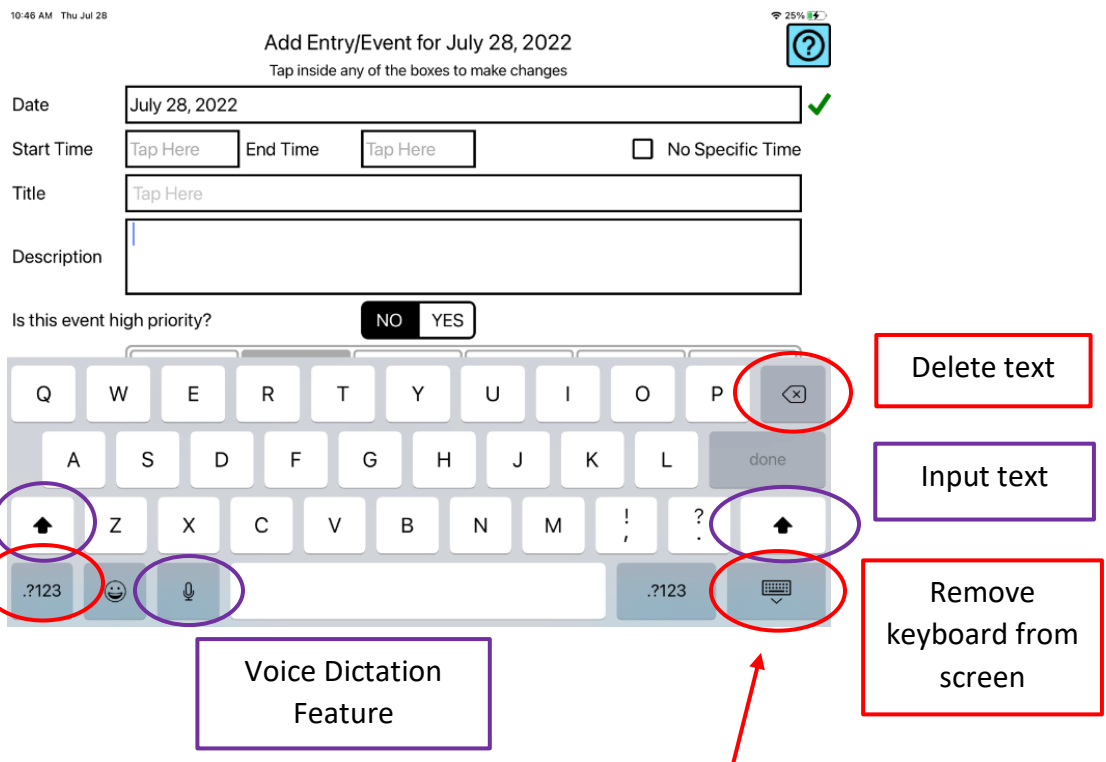 10:46 AM Thu Jul 28
25%
Add Entry/Event for July 28, 2022
Tap inside any of the boxes to make changes
Date July 28, 2022
Start Time Tap Here End Time Tap Here No Specific Time
Title Tap Here
Description
Is this event high priority? NO YES
Q W E R T Y U I O P
Delete text
A S D F G H J K L done
Input text
Z X C V B N M ! , ? .
.?123 .?123
Remove
keyboard from
screen
Voice Dictation
Feature